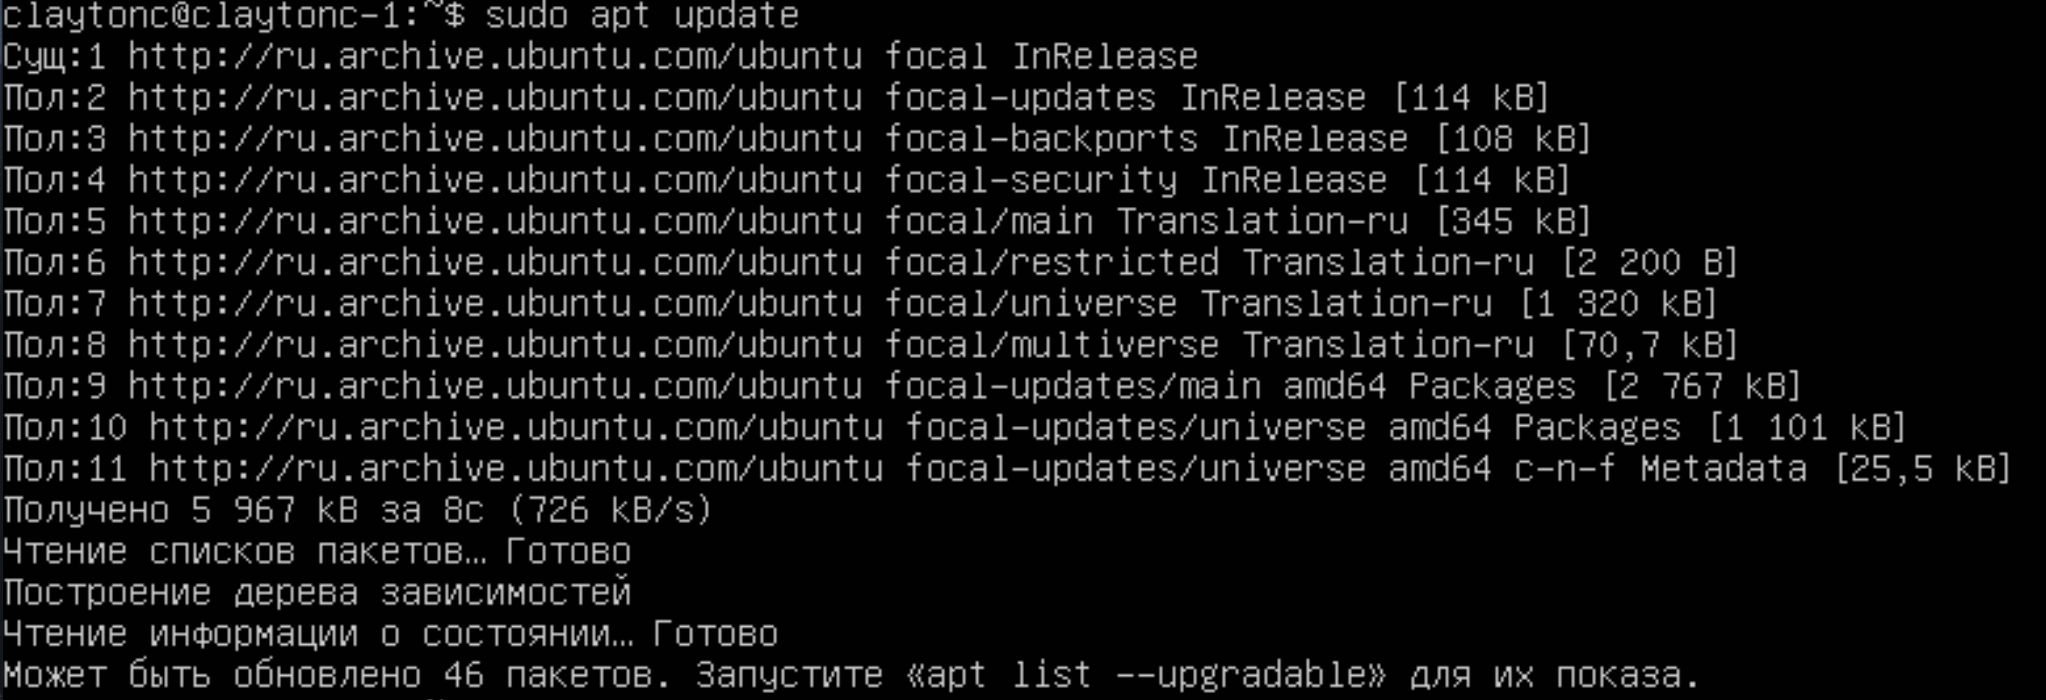 claytonc@claytonc-1:~$ sudo apt update
Сущ:1 http://ru.archive.ubuntu.com/ubuntu focal InRelease
Пол:2 http://ru.archive.ubuntu.com/ubuntu focal-updates InRelease [114 kB]
Пол:3 http://ru.archive.ubuntu.com/ubuntu focal-backports InRelease [108 kB]
Пол:4 http://ru.archive.ubuntu.com/ubuntu focal-security InRelease [114 kB]
Пол:5 http://ru.archive.ubuntu.com/ubuntu focal/main Translation-ru [345 kB]
Пол:6 http://ru.archive.ubuntu.com/ubuntu focal/restricted Translation-ru [2 200 B]
Пол:7 http://ru.archive.ubuntu.com/ubuntu focal/universe Translation-ru [1 320 kB]
Пол:8 http://ru.archive.ubuntu.com/ubuntu focal/multiverse Translation-ru [70,7 kB]
Пол:9 http://ru.archive.ubuntu.com/ubuntu focal-updates/main amd64 Packages [2 767 kB]
Пол:10 http://ru.archive.ubuntu.com/ubuntu focal-updates/universe amd64 Packages [1 101 kB]
Пол:11 http://ru.archive.ubuntu.com/ubuntu focal-updates/universe amd64 c-n-f Metadata [25,5 kB]
Получено 5 967 kB за 8с (726 kB/s)
Чтение списков пакетов… Готово
Построение дерева зависимостей
Чтение информации о состоянии… Готово
Может быть обновлено 46 пакетов. Запустите «apt list --upgradable» для их показа.